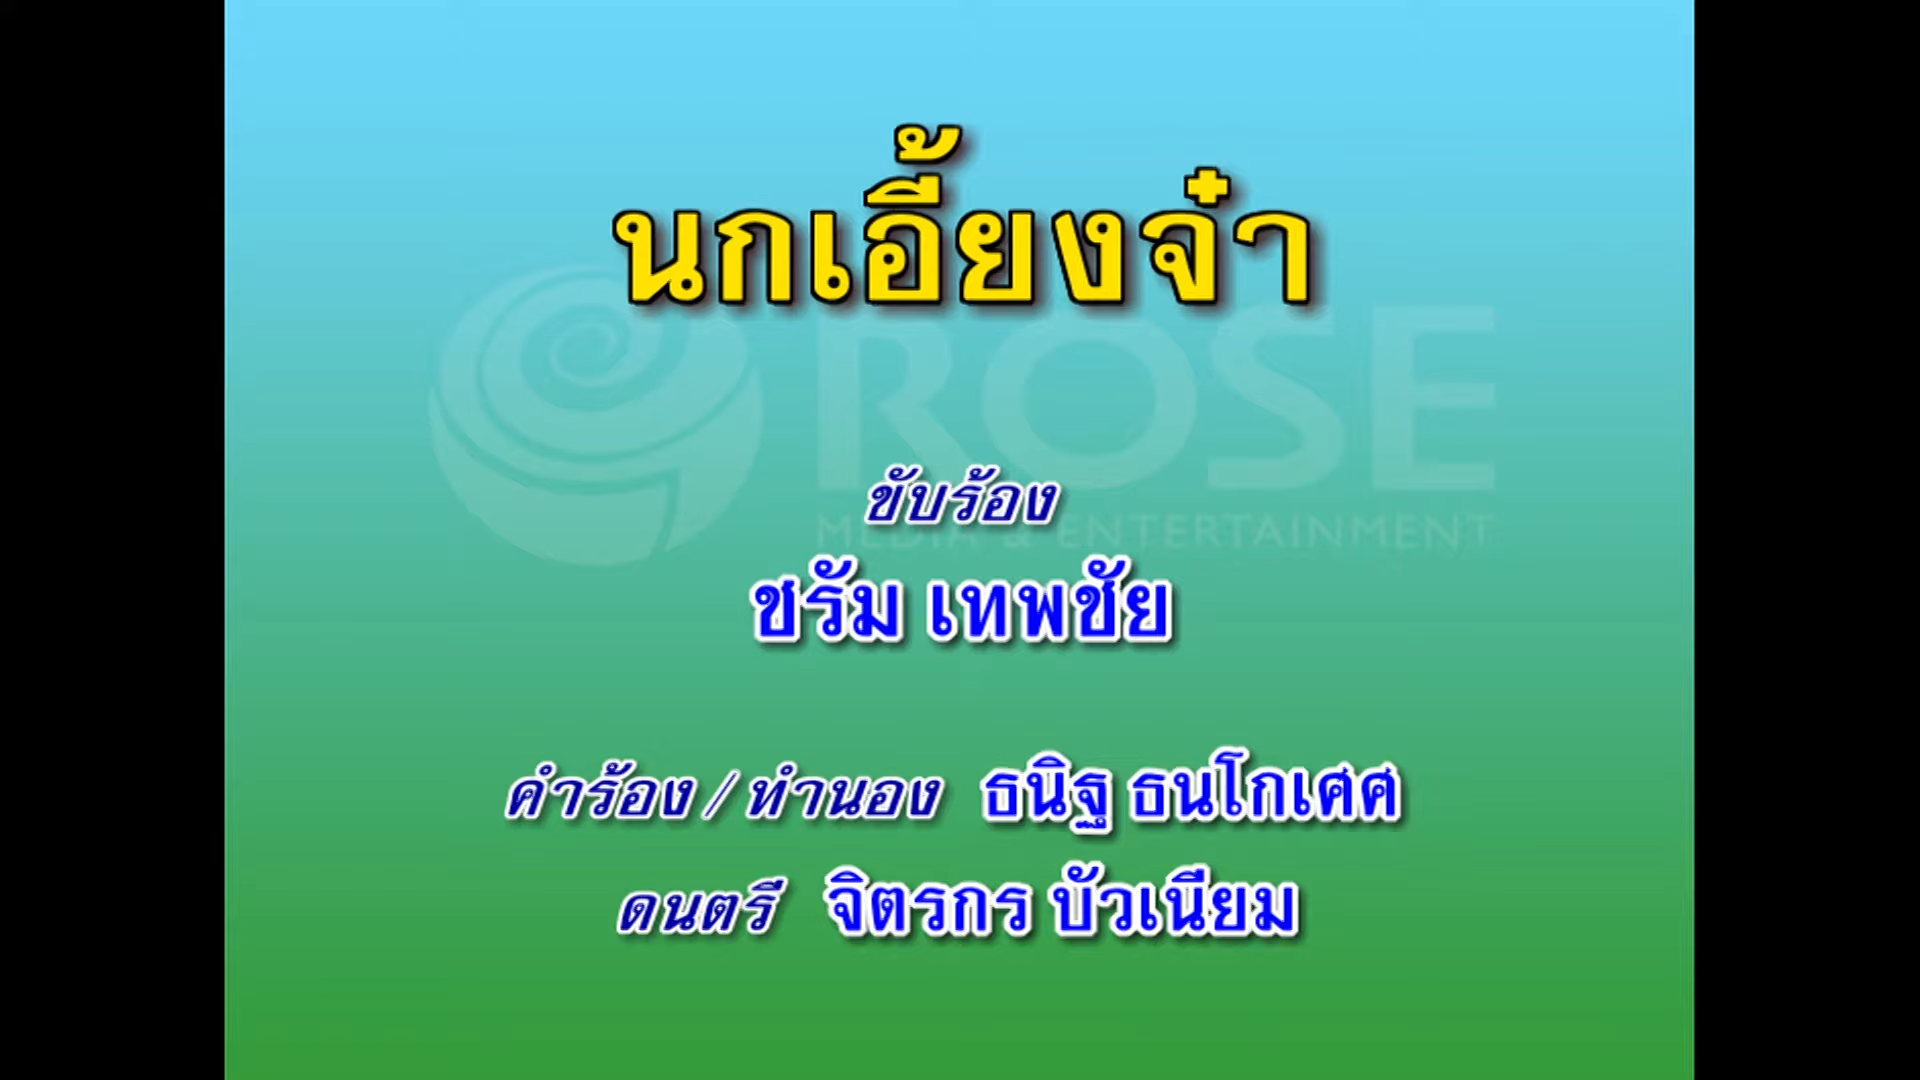 นกเอี้ยงจ๋า
ROSE
MEDIA & ENTERTAINMENT
ขับร้อง
ชรัม เทพชัย
คำร้อง / ทำนอง ธนิฐ ธนโกเศศ
ดนตรี จิตรกร บัวเนียม